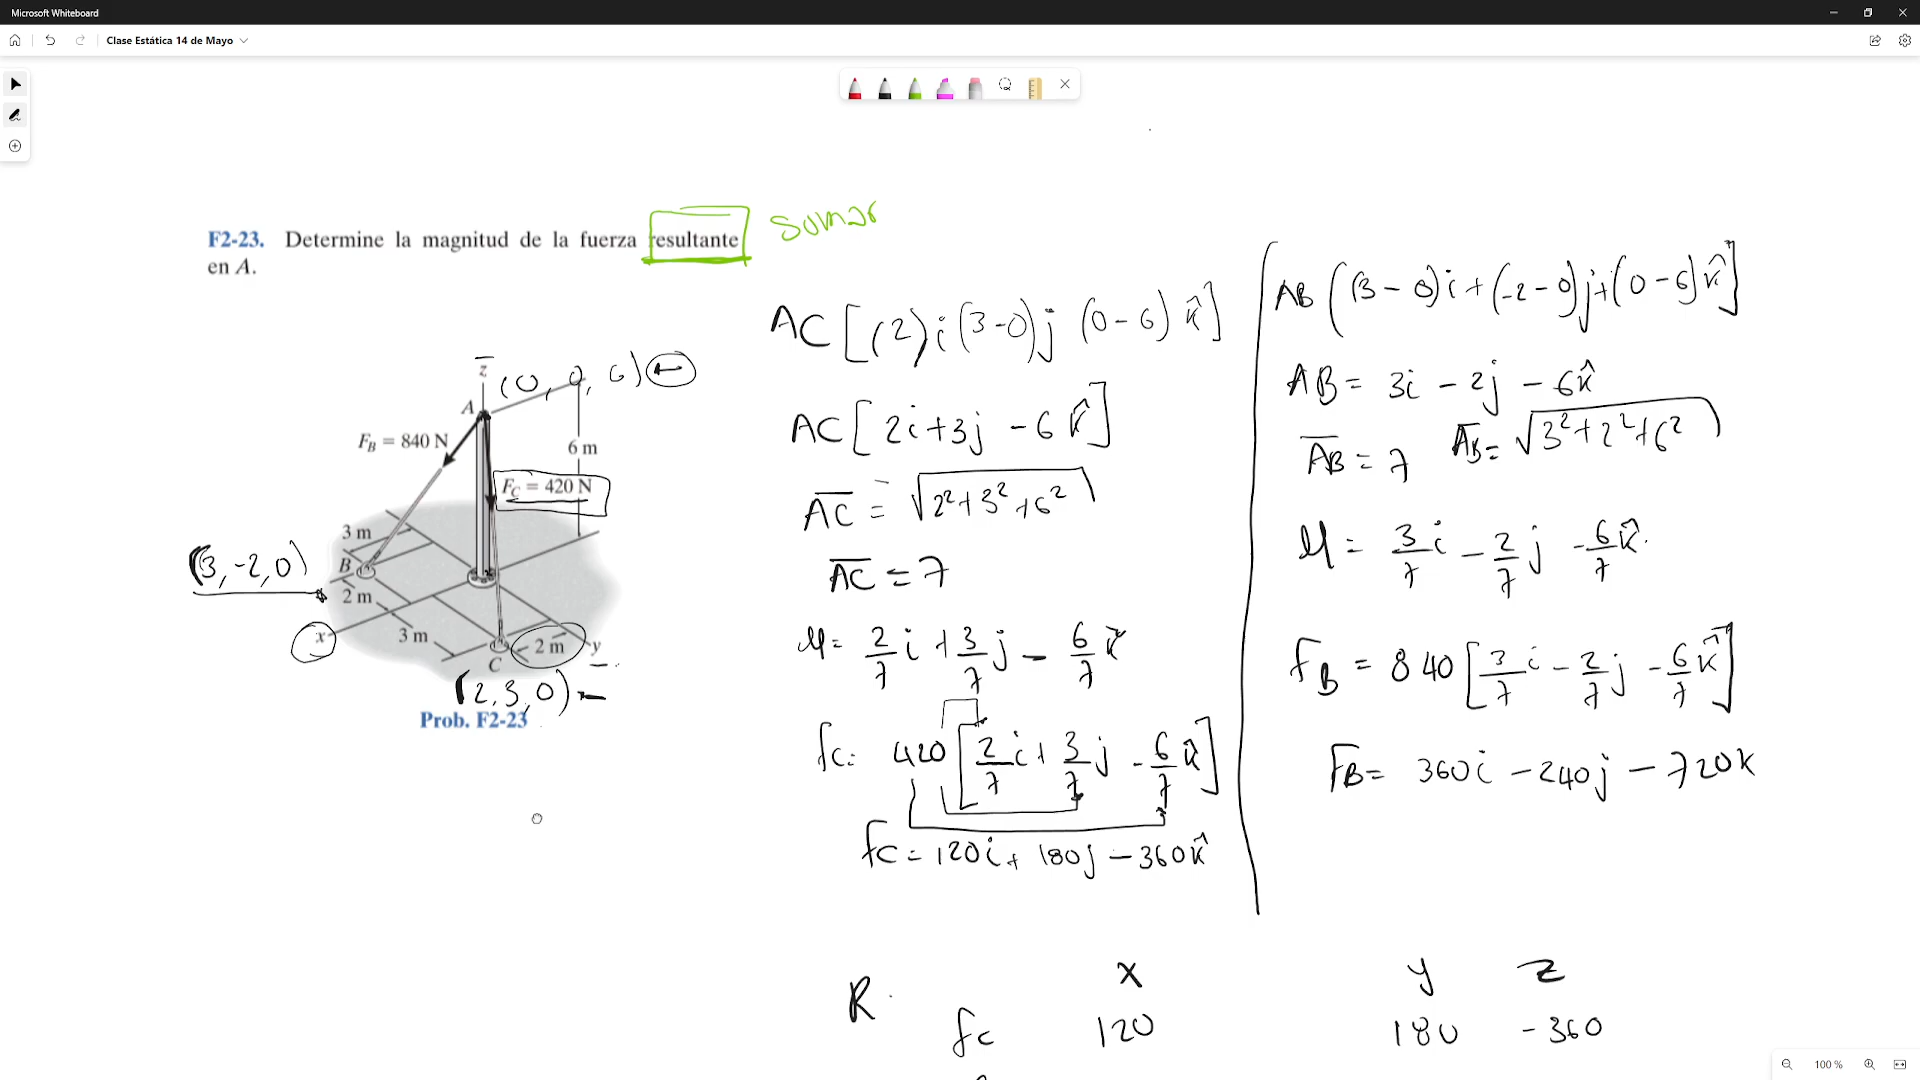 Microsoft Whiteboard
Clase Estática 14 de Mayo
F2-23. Determine la magnitud de la fuerza resultante
en A.
Sumar
z
(0, 0, 6)
A
F_B = 840 N
6 m
F_C = 420 N
3 m
(3, -2, 0)
B
2 m
x
3 m
2 m
y
C
(2, 3, 0)
Prob. F2-23
AC [(2)i (3-0)j (0-6) k̂]
AC [2i+3j -6 k̂]
AC = √2²+3²+6²
AC = 7
M = 2/7 i + 3/7 j - 6/7 k
fc: 420 [2/7 i + 3/7 j - 6/7 k̂]
fc = 120i + 180j - 360k̂
AB ((3-0)i + (-2-0)j + (0-6) k̂]
AB = 3i - 2j - 6k̂
AB = 7 AB = √3²+2²+6²
M = 3/7 i - 2/7 j - 6/7 k̂
F_B = 840 [3/7 i - 2/7 j - 6/7 k̂]
FB = 360i - 240j - 720k
R x y z
fc 120 180 -360
100 %